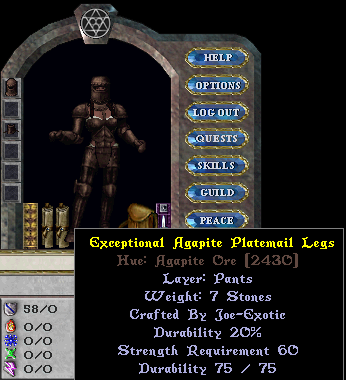 HELP
OPTIONS
LOG OUT
QUESTS
SKILLS
GUILD
PEACE
Exceptional Agapite Platemail Legs
Hue: Agapite Ore [2430]
Layer: Pants
Weight: 7 Stones
Crafted By Joe-Exotic
Durability 20%
Strength Requirement 60
Durability 75 / 75
58/0
0/0
0/0
0/0
0/0